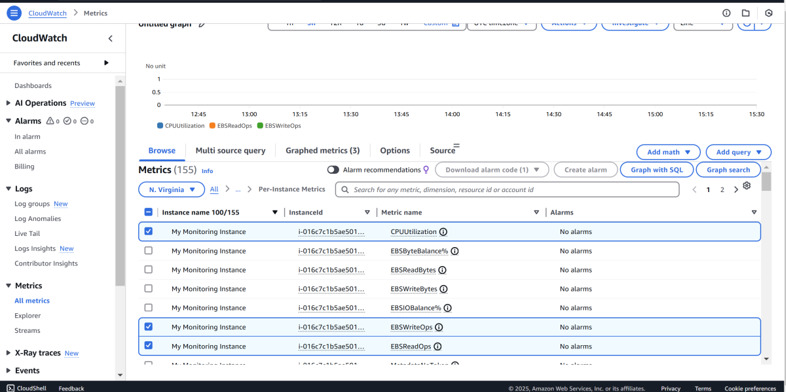 CloudWatch > Metrics
CloudWatch
Favorites and recents
Dashboards
AI Operations Preview
Alarms 0 0 0
In alarm
All alarms
Billing
Logs
Log groups New
Log Anomalies
Live Tail
Logs Insights New
Contributor Insights
Metrics
All metrics
Explorer
Streams
X-Ray traces New
Events
Untitled graph
1h 3h 12h 1d 3d 1w Custom UTC timezone Actions Investigate Line
No unit
1
0.5
0
12:45 13:00 13:15 13:30 13:45 14:00 14:15 14:30 14:45 15:00 15:15 15:30
CPUUtilization EBSReadOps EBSWriteOps
Browse Multi source query Graphed metrics (3) Options Source
Add math Add query
Metrics (155) Info
Alarm recommendations Download alarm code (1) Create alarm Graph with SQL Graph search
N. Virginia All > ... > Per-Instance Metrics
Search for any metric, dimension, resource id or account id
1 2
Instance name 100/155 InstanceId Metric name Alarms
My Monitoring Instance i-016c7c1b5ae501... CPUUtilization No alarms
My Monitoring Instance i-016c7c1b5ae501... EBSByteBalance% No alarms
My Monitoring Instance i-016c7c1b5ae501... EBSReadBytes No alarms
My Monitoring Instance i-016c7c1b5ae501... EBSWriteBytes No alarms
My Monitoring Instance i-016c7c1b5ae501... EBSIOBalance% No alarms
My Monitoring Instance i-016c7c1b5ae501... EBSWriteOps No alarms
My Monitoring Instance i-016c7c1b5ae501... EBSReadOps No alarms
My Monitoring Instance i-016c7c1b5ae501... MetadataNoToken No alarms
CloudShell Feedback © 2025, Amazon Web Services, Inc. or its affiliates. Privacy Terms Cookie preferences